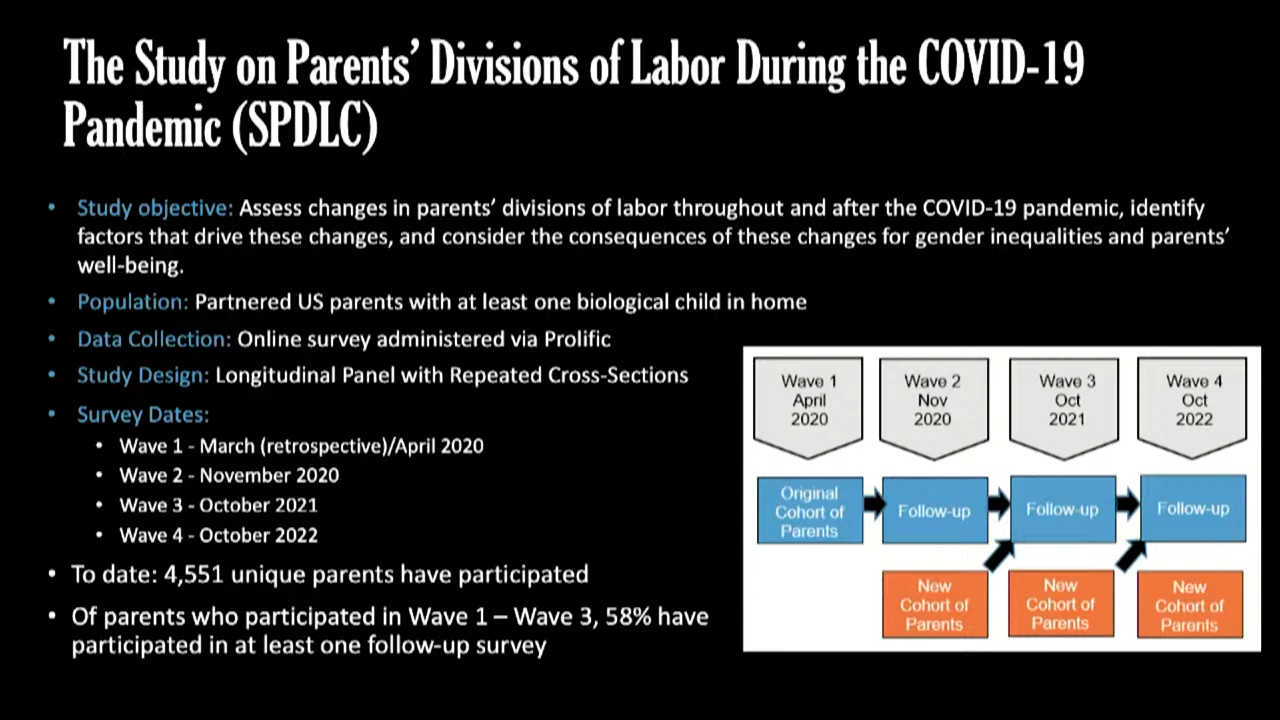 The Study on Parents’ Divisions of Labor During the COVID-19
Pandemic (SPDLC)
• Study objective: Assess changes in parents’ divisions of labor throughout and after the COVID-19 pandemic, identify
factors that drive these changes, and consider the consequences of these changes for gender inequalities and parents’
well-being.
• Population: Partnered US parents with at least one biological child in home
• Data Collection: Online survey administered via Prolific
• Study Design: Longitudinal Panel with Repeated Cross-Sections
• Survey Dates:
• Wave 1 - March (retrospective)/April 2020
• Wave 2 - November 2020
• Wave 3 - October 2021
• Wave 4 - October 2022
• To date: 4,551 unique parents have participated
• Of parents who participated in Wave 1 – Wave 3, 58% have
participated in at least one follow-up survey
Wave 1
April
2020
Wave 2
Nov
2020
Wave 3
Oct
2021
Wave 4
Oct
2022
Original
Cohort of
Parents
Follow-up
Follow-up
Follow-up
New
Cohort of
Parents
New
Cohort of
Parents
New
Cohort of
Parents